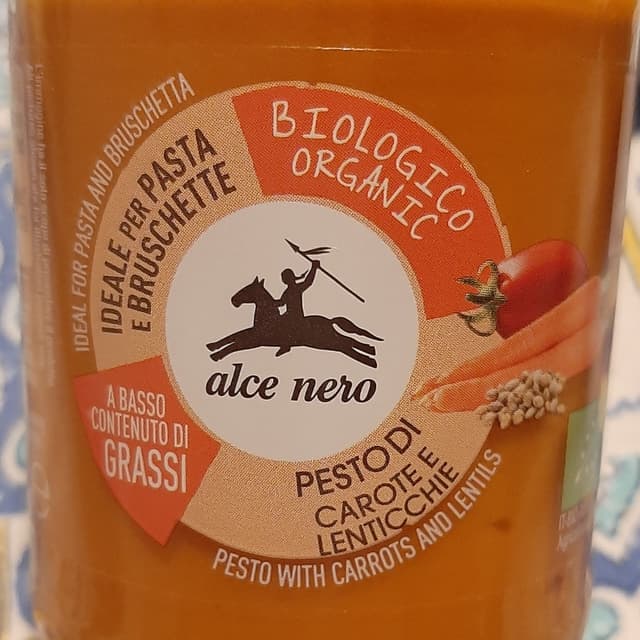 IDEAL FOR PASTA AND BRUSCHETTA
IDEALE PER PASTA
E BRUSCHETTE
BIOLOGICO
ORGANIC
alce nero
A BASSO
CONTENUTO DI
GRASSI
PESTO DI
CAROTE E
LENTICCHIE
PESTO WITH CARROTS AND LENTILS